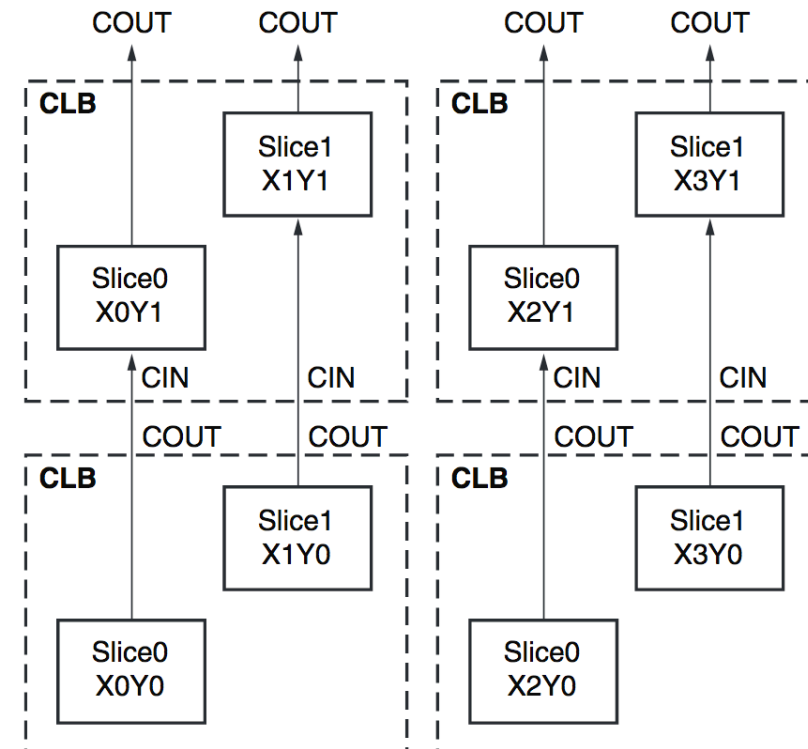 COUT COUT COUT COUT
CLB CLB
Slice1 Slice1
X1Y1 X3Y1
Slice0 Slice0
X0Y1 X2Y1
CIN CIN CIN CIN
COUT COUT COUT COUT
CLB CLB
Slice1 Slice1
X1Y0 X3Y0
Slice0 Slice0
X0Y0 X2Y0